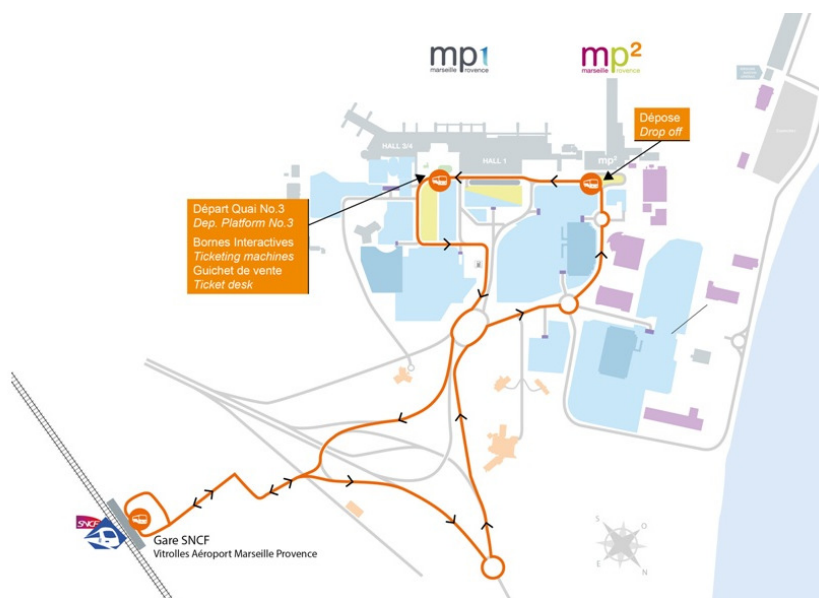 mp1
marseille provence
mp²
marseille provence
Dépose
Drop off
HALL 3/4
HALL 1
mp²
Départ Quai No.3
Dep. Platform No.3
Bornes Interactives
Ticketing machines
Guichet de vente
Ticket desk
SNCF
Gare SNCF
Vitrolles Aéroport Marseille Provence
S
O
E
N